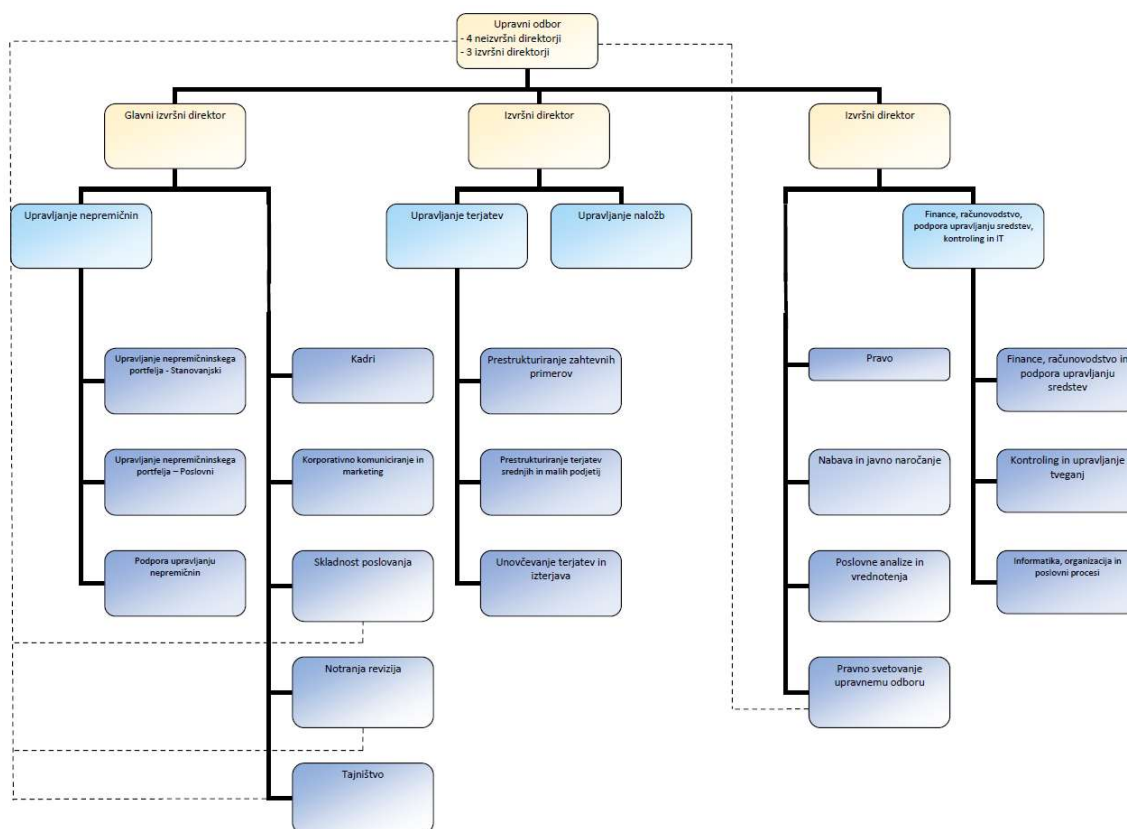 Upravni odbor
- 4 neizvršni direktorji
- 3 izvršni direktorji
Glavni izvršni direktor
Izvršni direktor
Izvršni direktor
Upravljanje nepremičnin
Upravljanje terjatev
Upravljanje naložb
Finance, računovodstvo,
podpora upravljanju sredstev,
kontroling in IT
Upravljanje nepremičninskega
portfelja - Stanovanjski
Kadri
Prestrukturiranje zahtevnih
primerov
Pravo
Finance, računovodstvo in
podpora upravljanju
sredstev
Upravljanje nepremičninskega
portfelja – Poslovni
Korporativno komuniciranje in
marketing
Prestrukturiranje terjatev
srednjih in malih podjetij
Nabava in javno naročanje
Kontroling in upravljanje
tveganj
Podpora upravljanju
nepremičnin
Skladnost poslovanja
Unovčevanje terjatev in
izterjava
Poslovne analize in
vrednotenja
Informatika, organizacija in
poslovni procesi
Notranja revizija
Pravno svetovanje
upravnemu odboru
Tajništvo